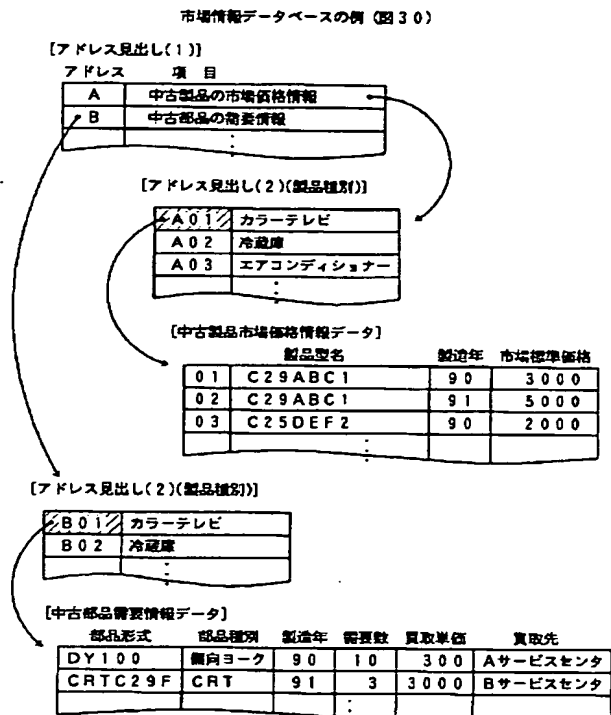 市場情報データベースの例 (図30)
[アドレス見出し(1)]
アドレス 項 目
A 中古製品の市場価格情報
B 中古部品の需要情報
:
[アドレス見出し(2)(製品種別)]
A01 カラーテレビ
A02 冷蔵庫
A03 エアコンディショナー
:
[中古製品市場価格情報データ]
製品型名 製造年 市場標準価格
01 C29ABC1 90 3000
02 C29ABC1 91 5000
03 C25DEF2 90 2000
:
[アドレス見出し(2)(製品種別)]
B01 カラーテレビ
B02 冷蔵庫
:
[中古部品需要情報データ]
部品形式 部品種別 製造年 需要数 買取単価 買取先
DY100 偏向ヨーク 90 10 300 Aサービスセンタ
CRTC29F CRT 91 3 3000 Bサービスセンタ
: